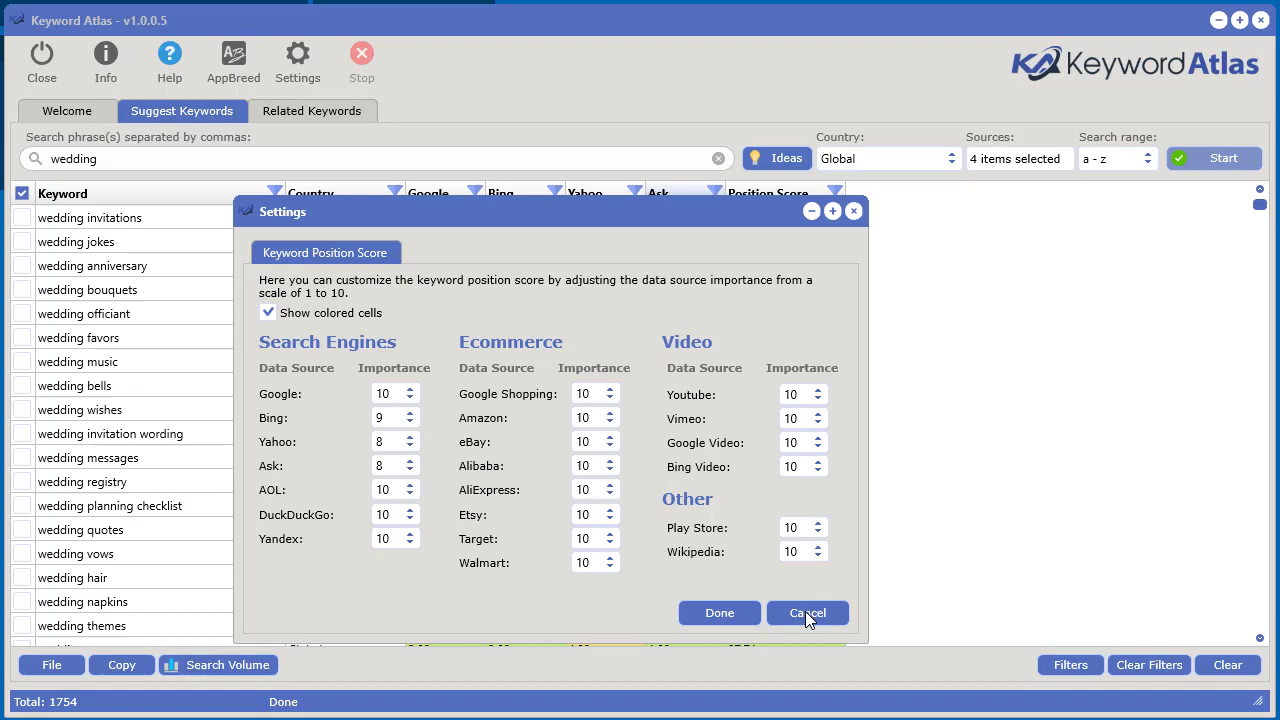 Keyword Atlas - v1.0.0.5
Close Info Help AppBreed Settings Stop
KA KeywordAtlas
Welcome Suggest Keywords Related Keywords
Search phrase(s) separated by commas: Country: Sources: Search range:
wedding Ideas Global 4 items selected a - z Start
Keyword Country Google Bing Yahoo Ask Position Score
wedding invitations
wedding jokes
wedding anniversary
wedding bouquets
wedding officiant
wedding favors
wedding music
wedding bells
wedding wishes
wedding invitation wording
wedding messages
wedding registry
wedding planning checklist
wedding quotes
wedding vows
wedding hair
wedding napkins
wedding themes
Settings
Keyword Position Score
Here you can customize the keyword position score by adjusting the data source importance from a
scale of 1 to 10.
Show colored cells
Search Engines
Data Source Importance
Google: 10
Bing: 9
Yahoo: 8
Ask: 8
AOL: 10
DuckDuckGo: 10
Yandex: 10
Ecommerce
Data Source Importance
Google Shopping: 10
Amazon: 10
eBay: 10
Alibaba: 10
AliExpress: 10
Etsy: 10
Target: 10
Walmart: 10
Video
Data Source Importance
Youtube: 10
Vimeo: 10
Google Video: 10
Bing Video: 10
Other
Play Store: 10
Wikipedia: 10
Done Cancel
File Copy Search Volume Filters Clear Filters Clear
Total: 1754 Done